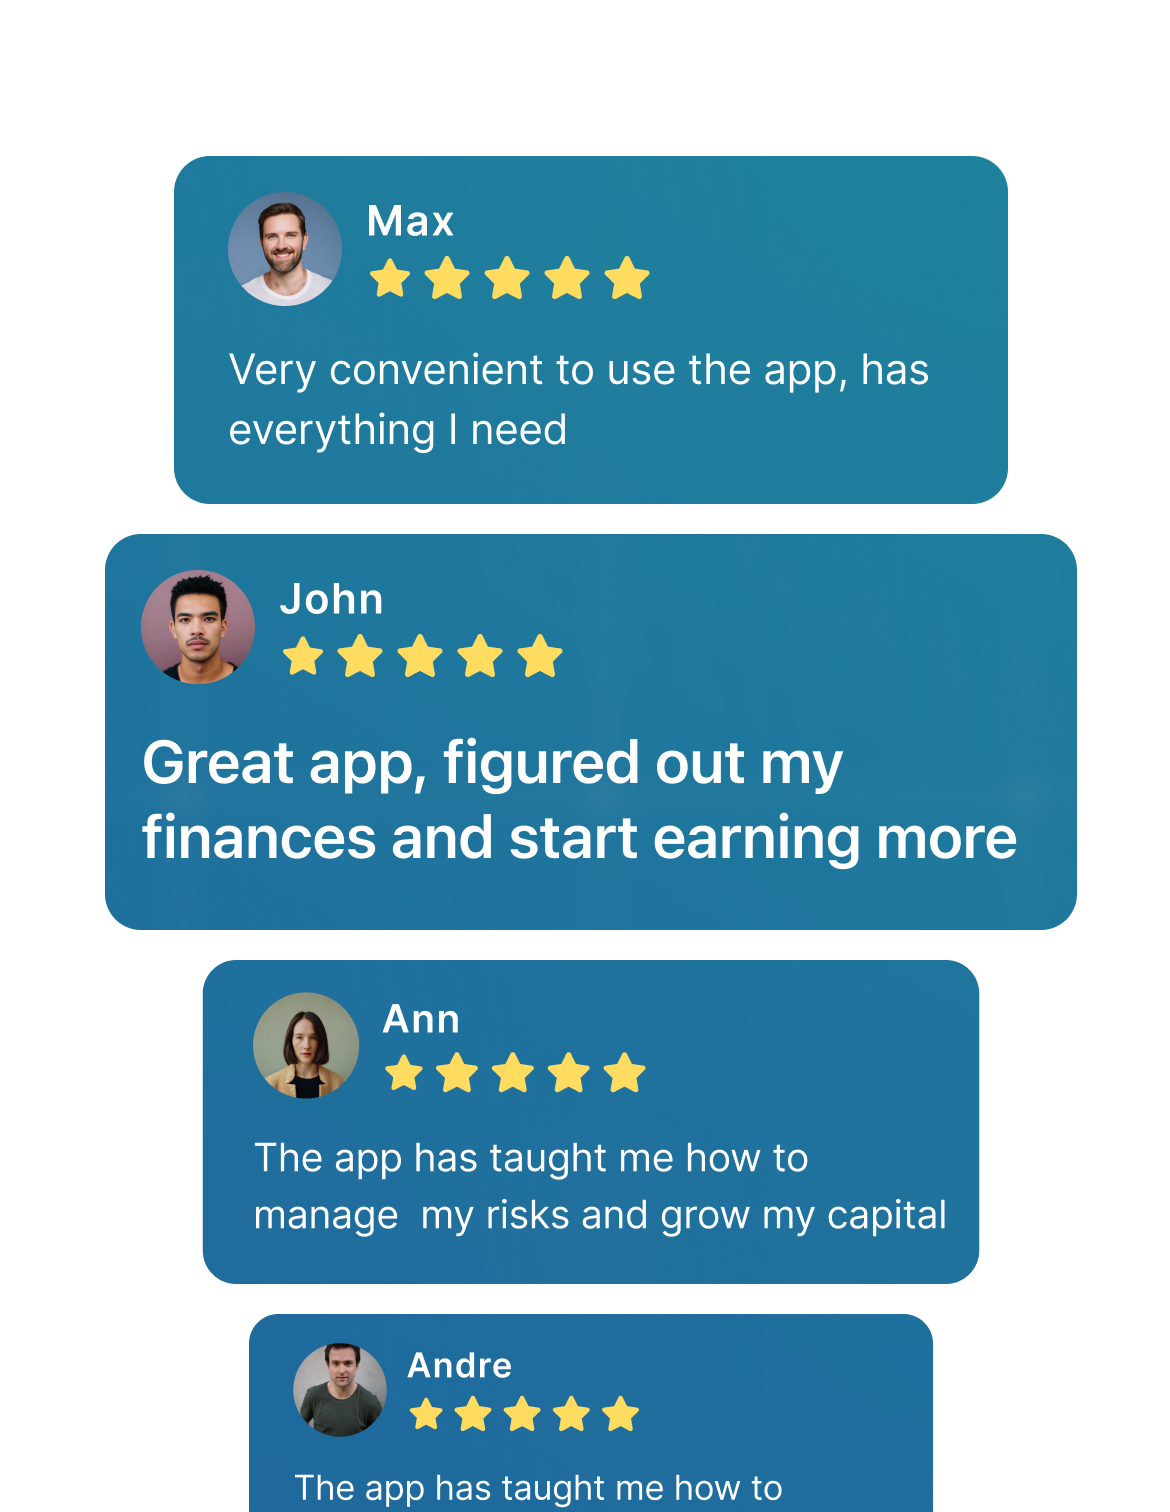 Max
Very convenient to use the app, has
everything I need
John
Great app, figured out my
finances and start earning more
Ann
The app has taught me how to
manage  my risks and grow my capital
Andre
The app has taught me how to